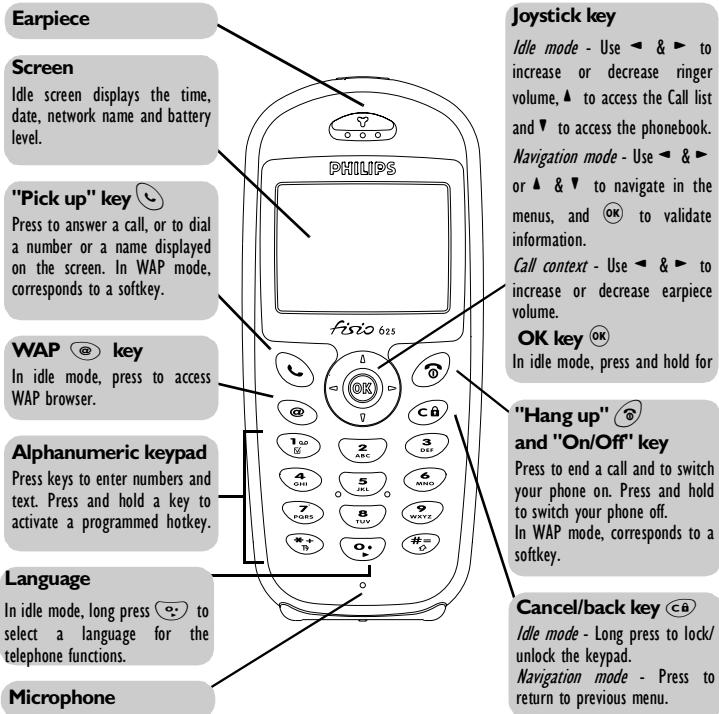 Earpiece
Screen
Idle screen displays the time,
date, network name and battery
level.
"Pick up" key
Press to answer a call, or to dial
a number or a name displayed
on the screen. In WAP mode,
corresponds to a softkey.
WAP @ key
In idle mode, press to access
WAP browser.
Alphanumeric keypad
Press keys to enter numbers and
text. Press and hold a key to
activate a programmed hotkey.
Language
In idle mode, long press 0. to
select a language for the
telephone functions.
Microphone
PHILIPS
fisio 625
OK
@
C
1
2 ABC
3 DEF
4 GHI
5 JKL
6 MNO
7 PQRS
8 TUV
9 WXYZ
*+
0.
#=
Joystick key
Idle mode - Use ◄ & ► to
increase or decrease ringer
volume, ▲ to access the Call list
and ▼ to access the phonebook.
Navigation mode - Use ◄ & ►
or ▲ & ▼ to navigate in the
menus, and OK to validate
information.
Call context - Use ◄ & ► to
increase or decrease earpiece
volume.
OK key OK
In idle mode, press and hold for
"Hang up"
and "On/Off" key
Press to end a call and to switch
your phone on. Press and hold
to switch your phone off.
In WAP mode, corresponds to a
softkey.
Cancel/back key C
Idle mode - Long press to lock/
unlock the keypad.
Navigation mode - Press to
return to previous menu.